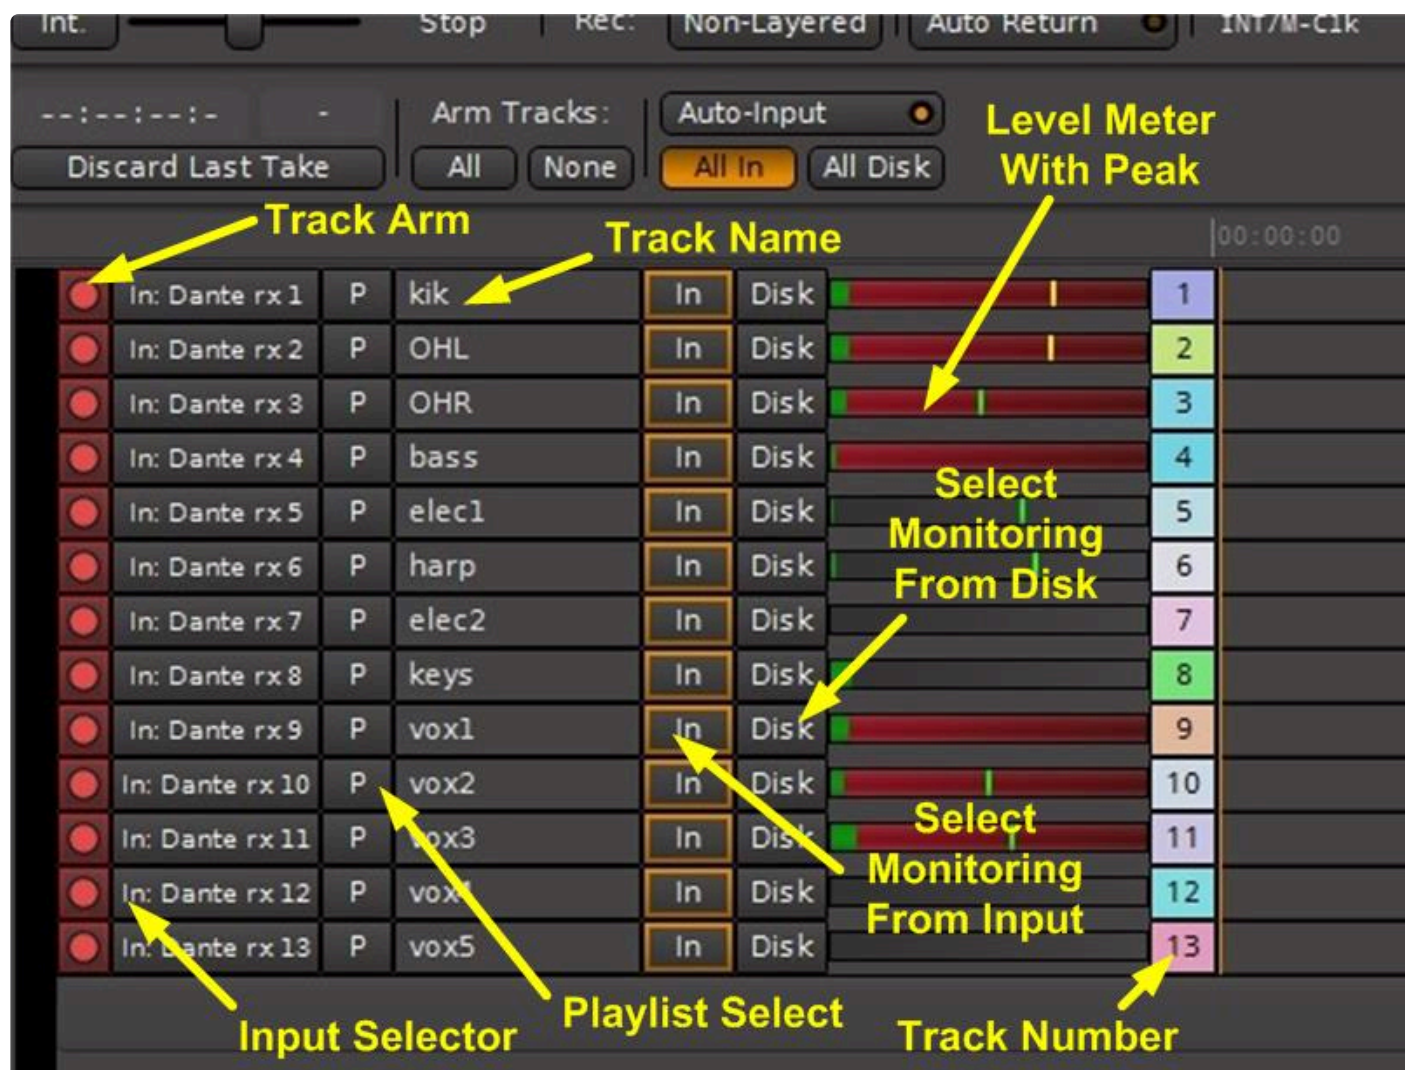 Int. Stop Rec: Non-Layered Auto Return INT/M-Clk
--:--:--:- - Arm Tracks: Auto-Input
Discard Last Take All None All In All Disk
Level Meter
With Peak
Track Arm
Track Name
00:00:00
In: Dante rx 1 P kik In Disk 1
In: Dante rx 2 P OHL In Disk 2
In: Dante rx 3 P OHR In Disk 3
In: Dante rx 4 P bass In Disk 4
In: Dante rx 5 P elec1 In Disk 5
In: Dante rx 6 P harp In Disk 6
In: Dante rx 7 P elec2 In Disk 7
In: Dante rx 8 P keys In Disk 8
In: Dante rx 9 P vox1 In Disk 9
In: Dante rx 10 P vox2 In Disk 10
In: Dante rx 11 P vox3 In Disk 11
In: Dante rx 12 P vox4 In Disk 12
In: Dante rx 13 P vox5 In Disk 13
Select
Monitoring
From Disk
Select
Monitoring
From Input
Input Selector
Playlist Select
Track Number